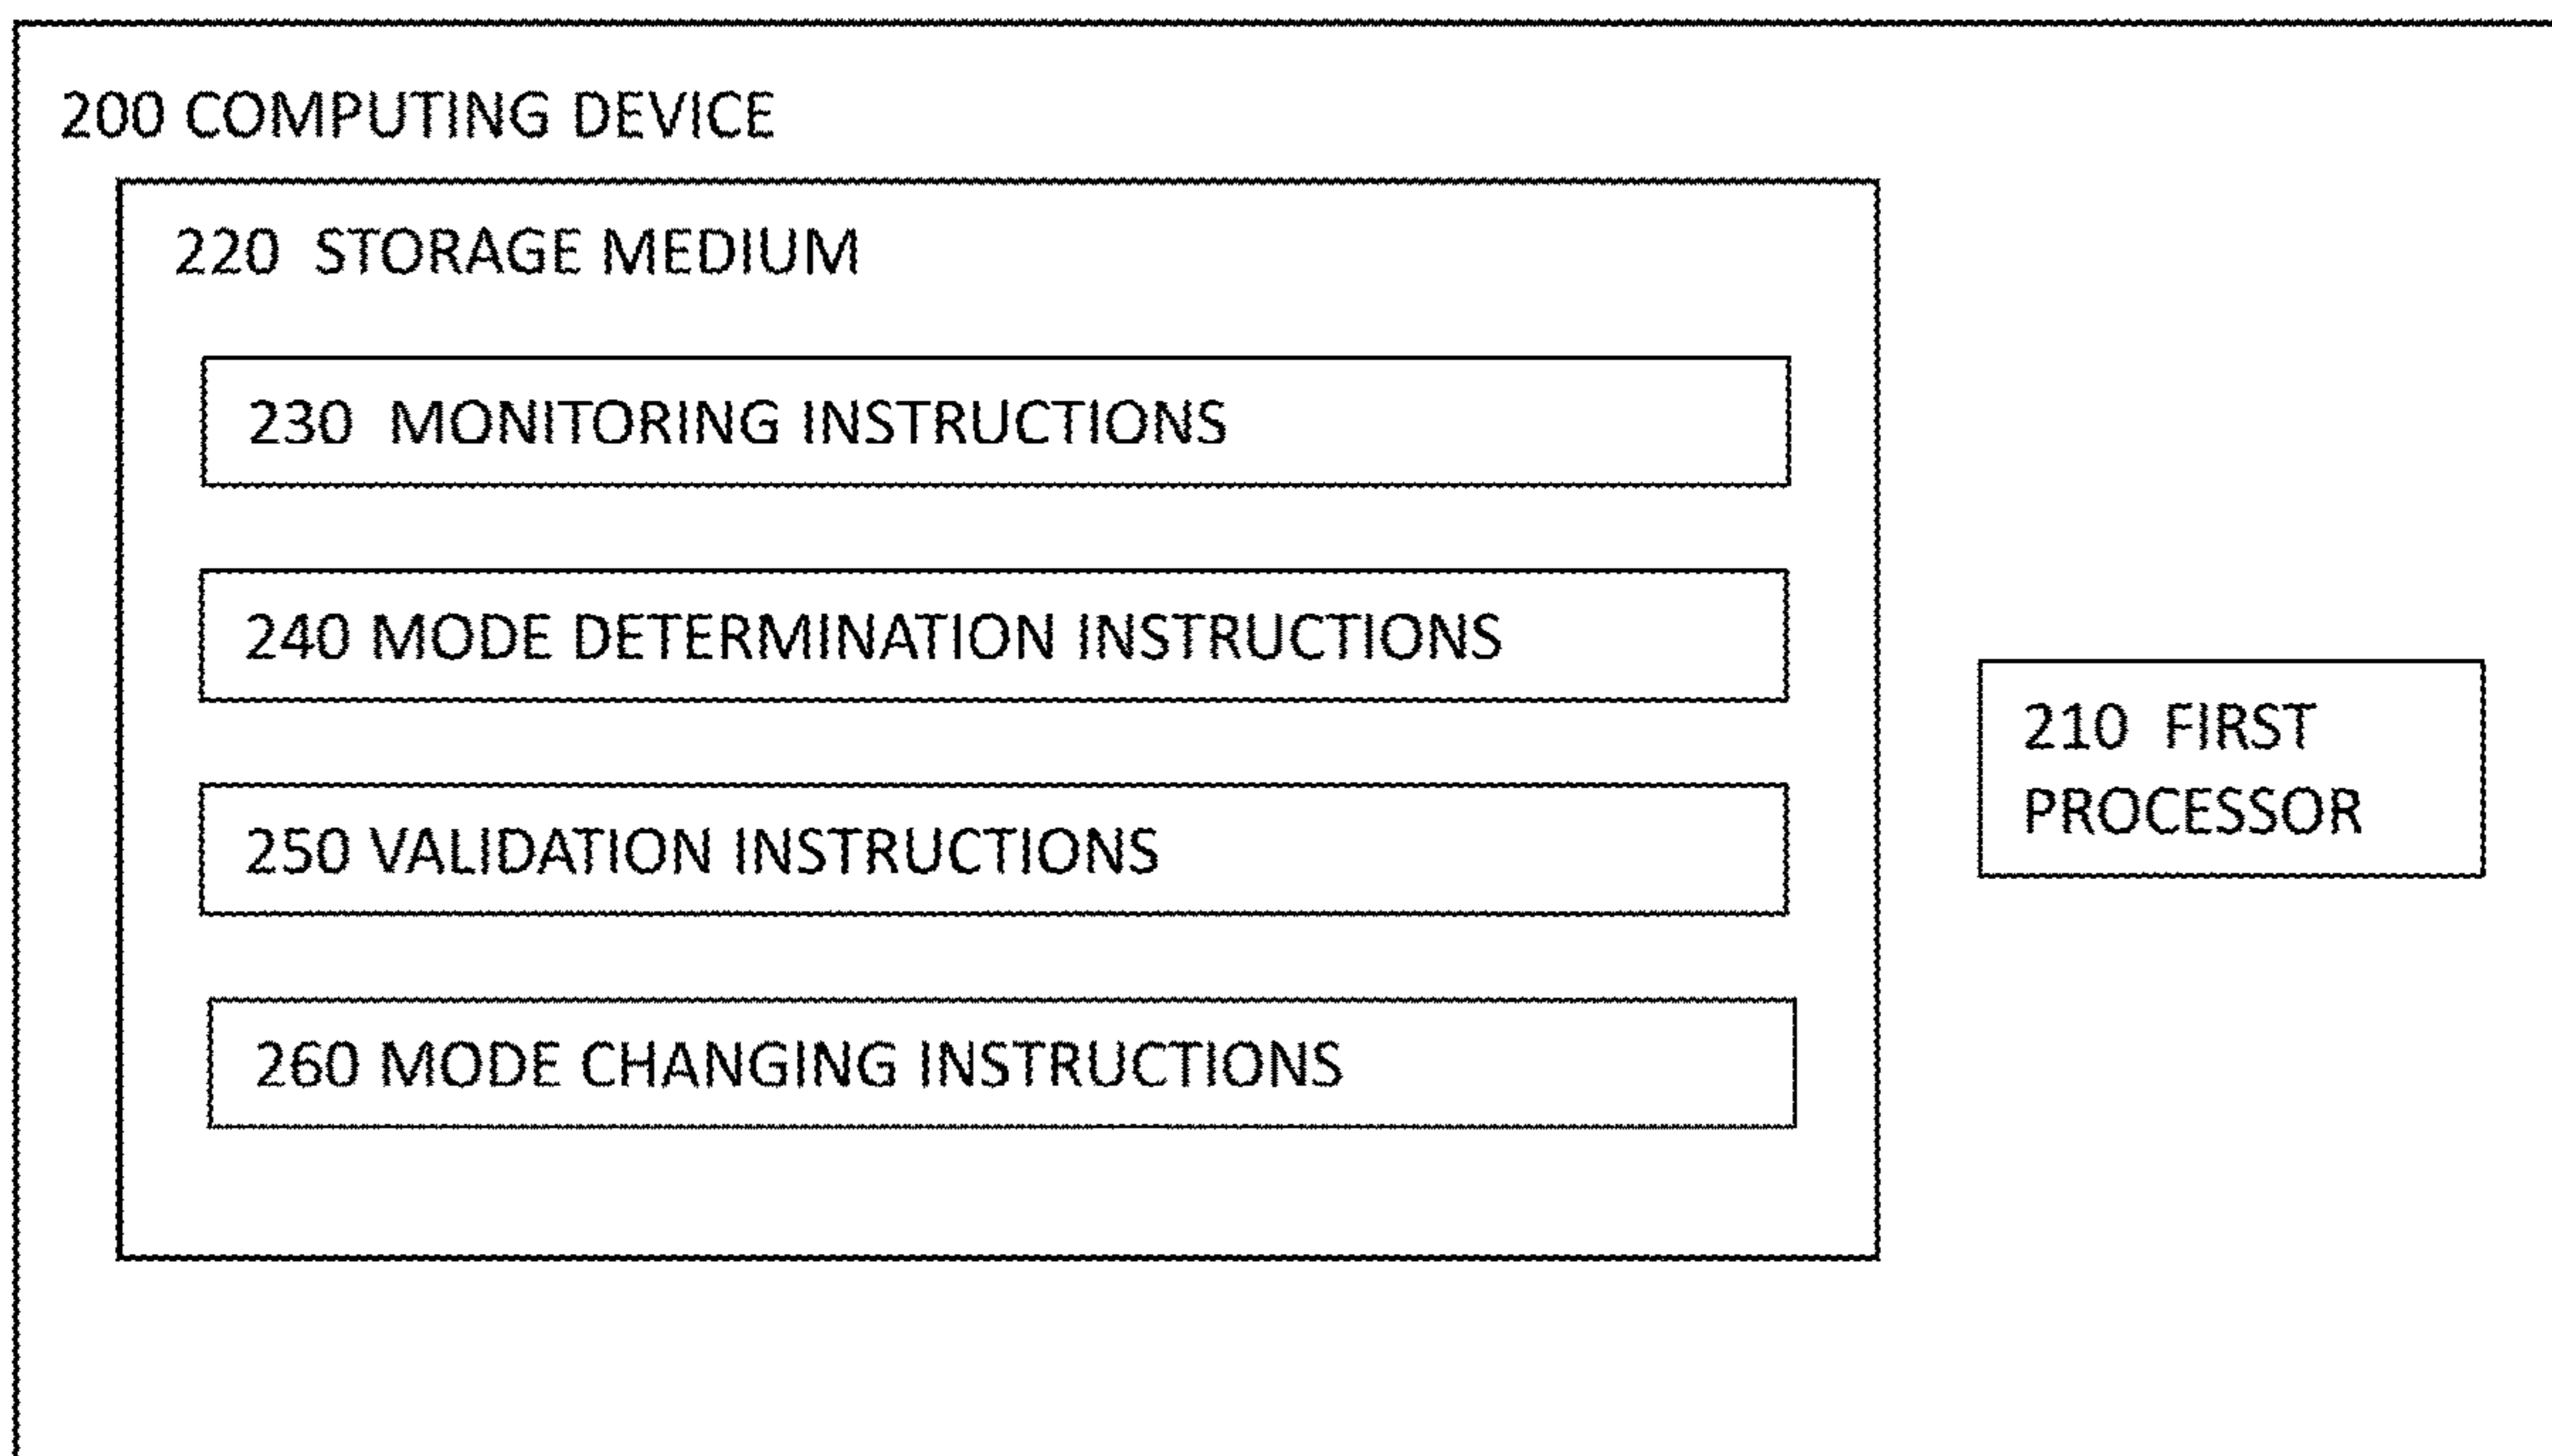 200 COMPUTING DEVICE
220 STORAGE MEDIUM
230 MONITORING INSTRUCTIONS
240 MODE DETERMINATION INSTRUCTIONS
250 VALIDATION INSTRUCTIONS
260 MODE CHANGING INSTRUCTIONS
210 FIRST
PROCESSOR